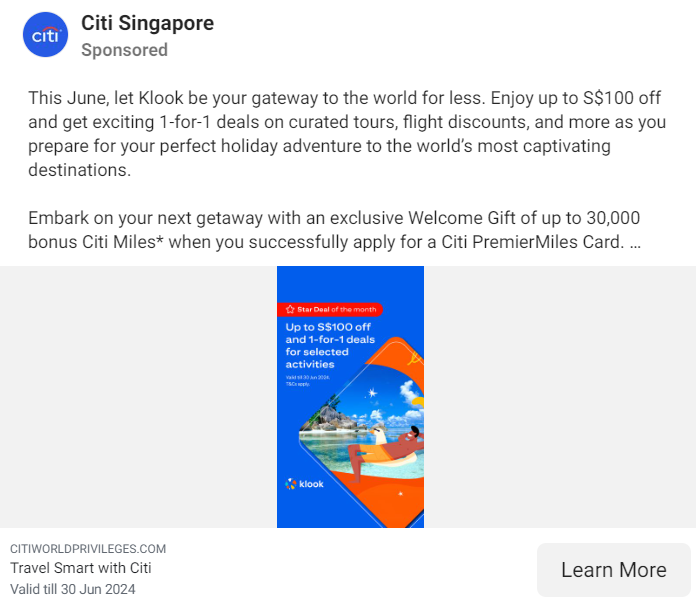 citi
Citi Singapore
Sponsored
This June, let Klook be your gateway to the world for less. Enjoy up to S$100 off
and get exciting 1-for-1 deals on curated tours, flight discounts, and more as you
prepare for your perfect holiday adventure to the world's most captivating
destinations.
Embark on your next getaway with an exclusive Welcome Gift of up to 30,000
bonus Citi Miles* when you successfully apply for a Citi PremierMiles Card. ...
Star Deal of the month
Up to S$100 off
and 1-for-1 deals
for selected
activities
Valid till 30 Jun 2024
T&Cs apply.
klook
CITIWORLDPRIVILEGES.COM
Travel Smart with Citi
Valid till 30 Jun 2024
Learn More